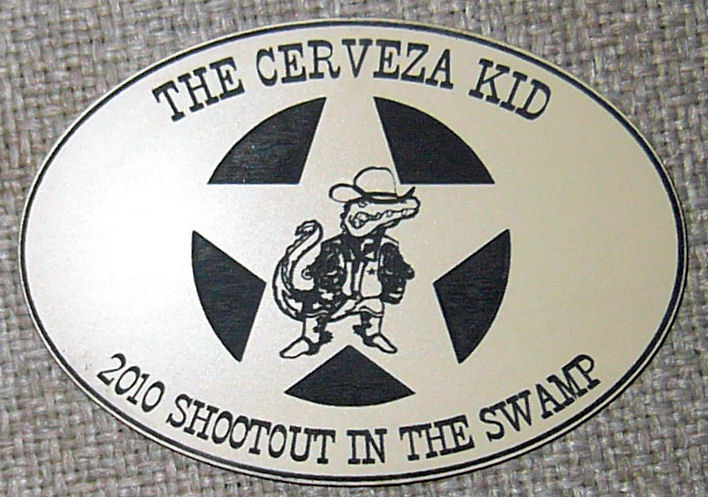 THE CERVEZA KID
2010 SHOOTOUT IN THE SWAMP